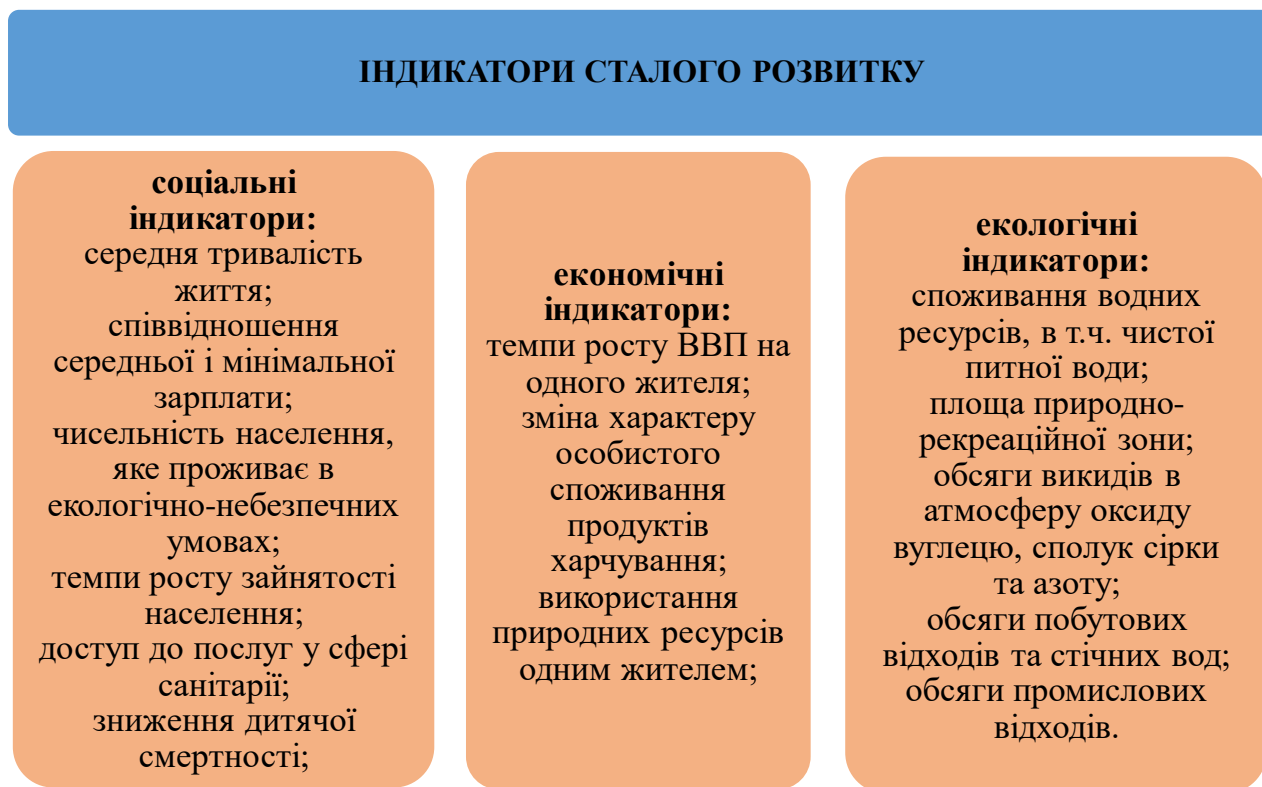 ІНДИКАТОРИ СТАЛОГО РОЗВИТКУ
соціальні
індикатори:
середня тривалість
життя;
співвідношення
середньої і мінімальної
зарплати;
чисельність населення,
яке проживає в
екологічно-небезпечних
умовах;
темпи росту зайнятості
населення;
доступ до послуг у сфері
санітарії;
зниження дитячої
смертності;
економічні
індикатори:
темпи росту ВВП на
одного жителя;
зміна характеру
особистого
споживання
продуктів
харчування;
використання
природних ресурсів
одним жителем;
екологічні
індикатори:
споживання водних
ресурсів, в т.ч. чистої
питної води;
площа природно-
рекреаційної зони;
обсяги викидів в
атмосферу оксиду
вуглецю, сполук сірки
та азоту;
обсяги побутових
відходів та стічних вод;
обсяги промислових
відходів.